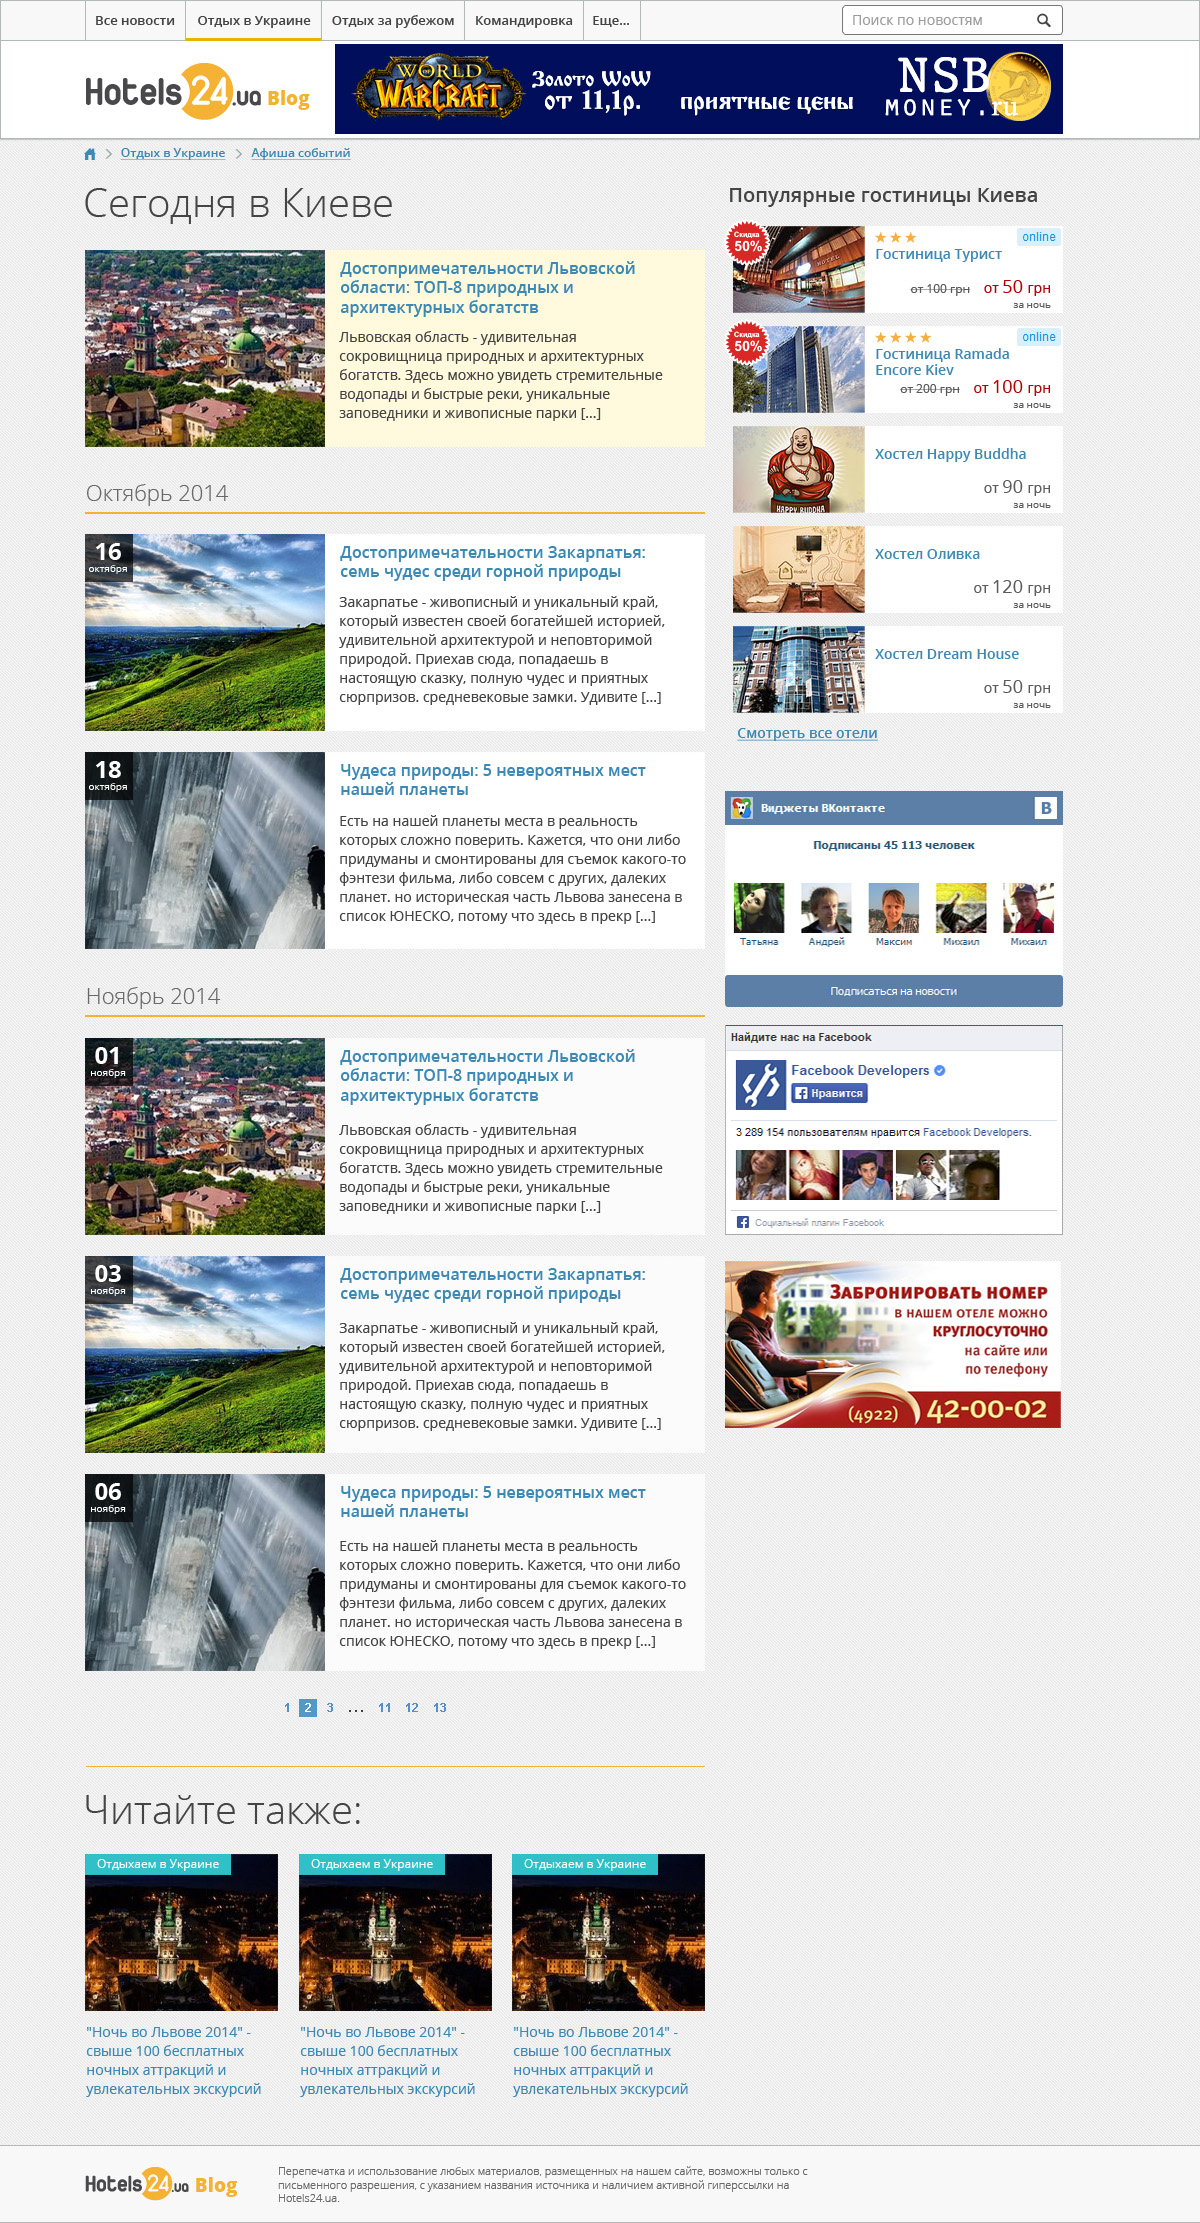 Все новости
Отдых в Украине
Отдых за рубежом
Командировка
Еще...
Поиск по новостям
Hotels24.ua Blog
WORLD WARCRAFT
Золото WoW
от 11,1р.
приятные цены
NSB
MONEY.ru
Отдых в Украине
Афиша событий
Сегодня в Киеве
Достопримечательности Львовской
области: ТОП-8 природных и
архитектурных богатств
Львовская область - удивительная
сокровищница природных и архитектурных
богатств. Здесь можно увидеть стремительные
водопады и быстрые реки, уникальные
заповедники и живописные парки [...]
Октябрь 2014
16
октября
Достопримечательности Закарпатья:
семь чудес среди горной природы
Закарпатье - живописный и уникальный край,
который известен своей богатейшей историей,
удивительной архитектурой и неповторимой
природой. Приехав сюда, попадаешь в
настоящую сказку, полную чудес и приятных
сюрпризов. средневековые замки. Удивите [...]
18
октября
Чудеса природы: 5 невероятных мест
нашей планеты
Есть на нашей планеты места в реальность
которых сложно поверить. Кажется, что они либо
придуманы и смонтированы для съемок какого-то
фэнтези фильма, либо совсем с других, далеких
планет. но историческая часть Львова занесена в
список ЮНЕСКО, потому что здесь в прекр [...]
Ноябрь 2014
01
ноября
Достопримечательности Львовской
области: ТОП-8 природных и
архитектурных богатств
Львовская область - удивительная
сокровищница природных и архитектурных
богатств. Здесь можно увидеть стремительные
водопады и быстрые реки, уникальные
заповедники и живописные парки [...]
03
ноября
Достопримечательности Закарпатья:
семь чудес среди горной природы
Закарпатье - живописный и уникальный край,
который известен своей богатейшей историей,
удивительной архитектурой и неповторимой
природой. Приехав сюда, попадаешь в
настоящую сказку, полную чудес и приятных
сюрпризов. средневековые замки. Удивите [...]
06
ноября
Чудеса природы: 5 невероятных мест
нашей планеты
Есть на нашей планеты места в реальность
которых сложно поверить. Кажется, что они либо
придуманы и смонтированы для съемок какого-то
фэнтези фильма, либо совсем с других, далеких
планет. но историческая часть Львова занесена в
список ЮНЕСКО, потому что здесь в прекр [...]
1 2 3 ... 11 12 13
Популярные гостиницы Киева
Скидка
50%
HOTEL
online
Гостиница Турист
от 100 грн от 50 грн
за ночь
Скидка
50%
online
Гостиница Ramada
Encore Kiev
от 200 грн от 100 грн
за ночь
HAPPY BUDDHA
Хостел Happy Buddha
от 90 грн
за ночь
Хостел Оливка
от 120 грн
за ночь
Хостел Dream House
от 50 грн
за ночь
Смотреть все отели
Виджеты ВКонтакте
B
Подписаны 45 113 человек
Татьяна
Андрей
Максим
Михаил
Михаил
Подписаться на новости
Найдите нас на Facebook
Facebook Developers
Нравится
3 289 154 пользователям нравится Facebook Developers.
Социальный плагин Facebook
ЗАБРОНИРОВАТЬ НОМЕР
В НАШЕМ ОТЕЛЕ МОЖНО
КРУГЛОСУТОЧНО
на сайте или
по телефону
(4922) 42-00-02
Читайте также:
Отдыхаем в Украине
"Ночь во Львове 2014" -
свыше 100 бесплатных
ночных аттракций и
увлекательных экскурсий
Отдыхаем в Украине
"Ночь во Львове 2014" -
свыше 100 бесплатных
ночных аттракций и
увлекательных экскурсий
Отдыхаем в Украине
"Ночь во Львове 2014" -
свыше 100 бесплатных
ночных аттракций и
увлекательных экскурсий
Hotels24.ua Blog
Перепечатка и использование любых материалов, размещенных на нашем сайте, возможны только с
письменного разрешения, с указанием названия источника и наличием активной гиперссылки на
Hotels24.ua.